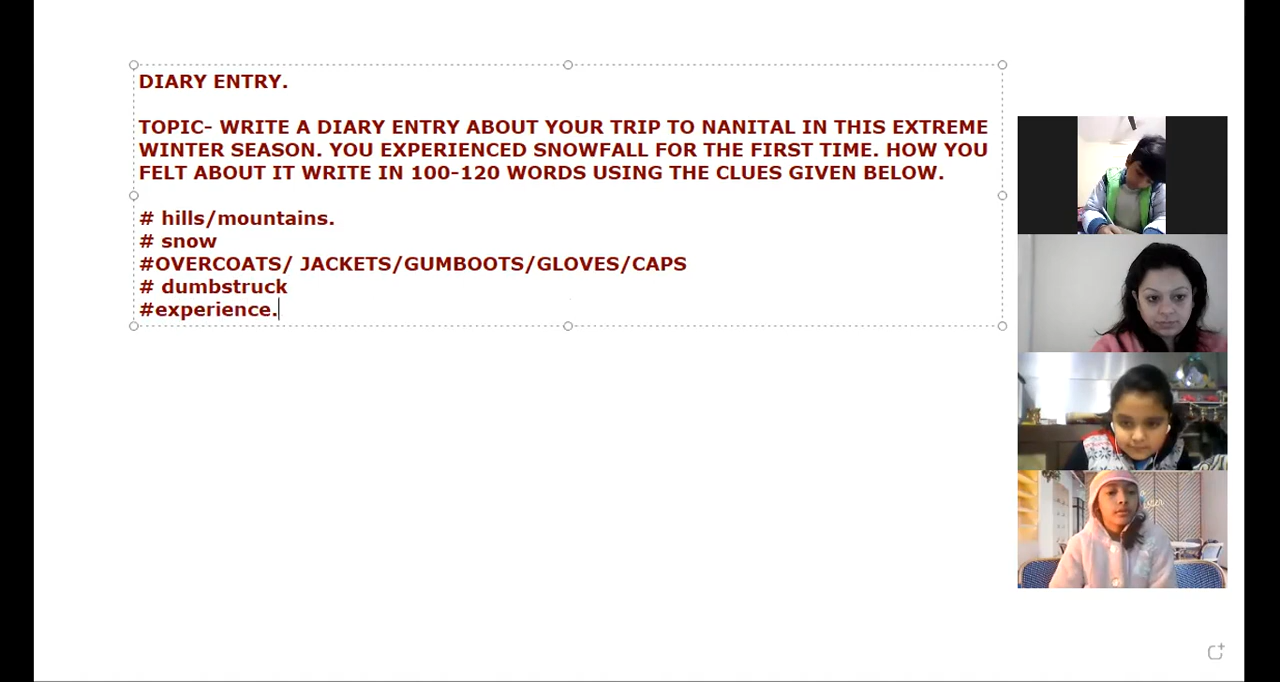 DIARY ENTRY.
TOPIC- WRITE A DIARY ENTRY ABOUT YOUR TRIP TO NANITAL IN THIS EXTREME
WINTER SEASON. YOU EXPERIENCED SNOWFALL FOR THE FIRST TIME. HOW YOU
FELT ABOUT IT WRITE IN 100-120 WORDS USING THE CLUES GIVEN BELOW.
# hills/mountains.
# snow
#OVERCOATS/ JACKETS/GUMBOOTS/GLOVES/CAPS
# dumbstruck
#experience.